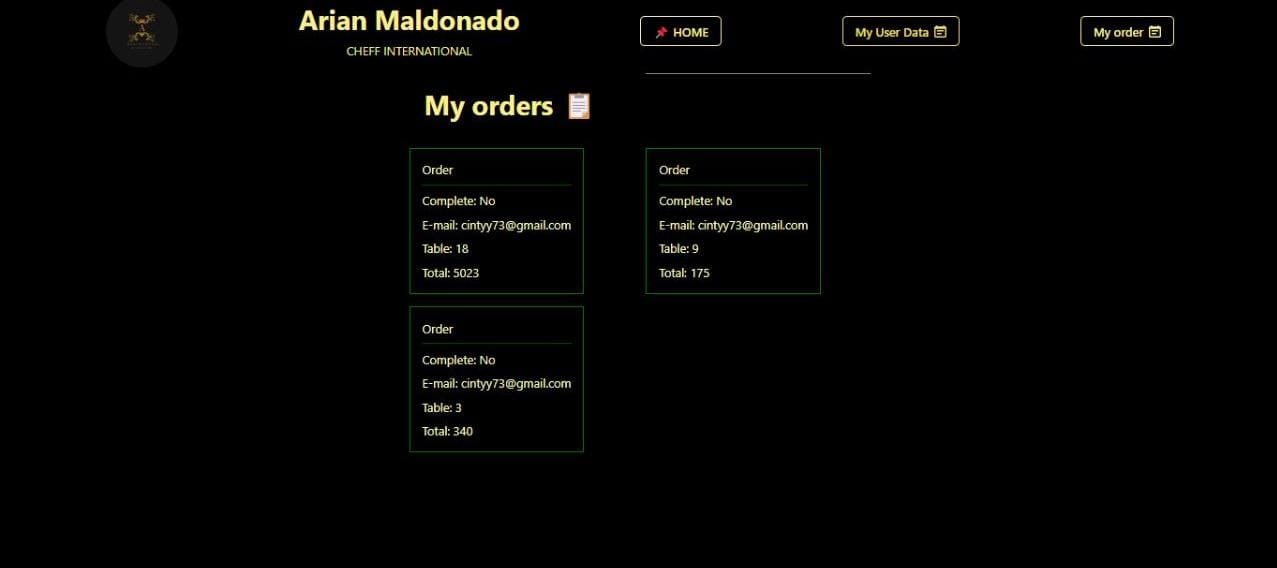 Arian Maldonado
CHEFF INTERNATIONAL
HOME
My User Data
My order
My orders
Order
Complete: No
E-mail: cintyy73@gmail.com
Table: 18
Total: 5023
Order
Complete: No
E-mail: cintyy73@gmail.com
Table: 9
Total: 175
Order
Complete: No
E-mail: cintyy73@gmail.com
Table: 3
Total: 340